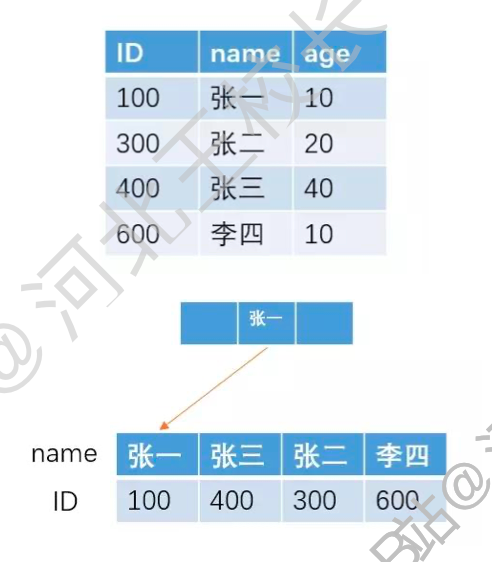 ID name age
100 张一 10
300 张二 20
400 张三 40
600 李四 10
张一
name 张一 张三 张二 李四
ID 100 400 300 600
@河北王校长
B站@